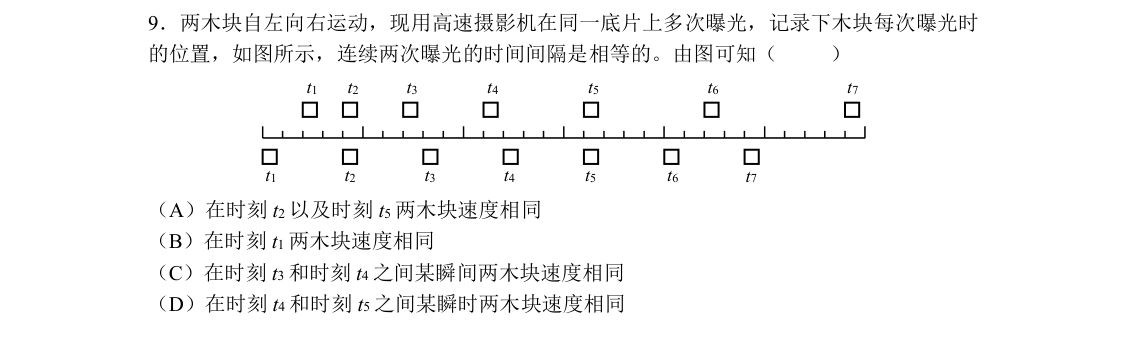 9．两木块自左向右运动，现用高速摄影机在同一底片上多次曝光，记录下木块每次曝光时
的位置，如图所示，连续两次曝光的时间间隔是相等的。由图可知（　　）
t1 t2 t3 t4 t5 t6 t7
t1 t2 t3 t4 t5 t6 t7
（A）在时刻 t2 以及时刻 t5 两木块速度相同
（B）在时刻 t1 两木块速度相同
（C）在时刻 t3 和时刻 t4 之间某瞬间两木块速度相同
（D）在时刻 t4 和时刻 t5 之间某瞬时两木块速度相同